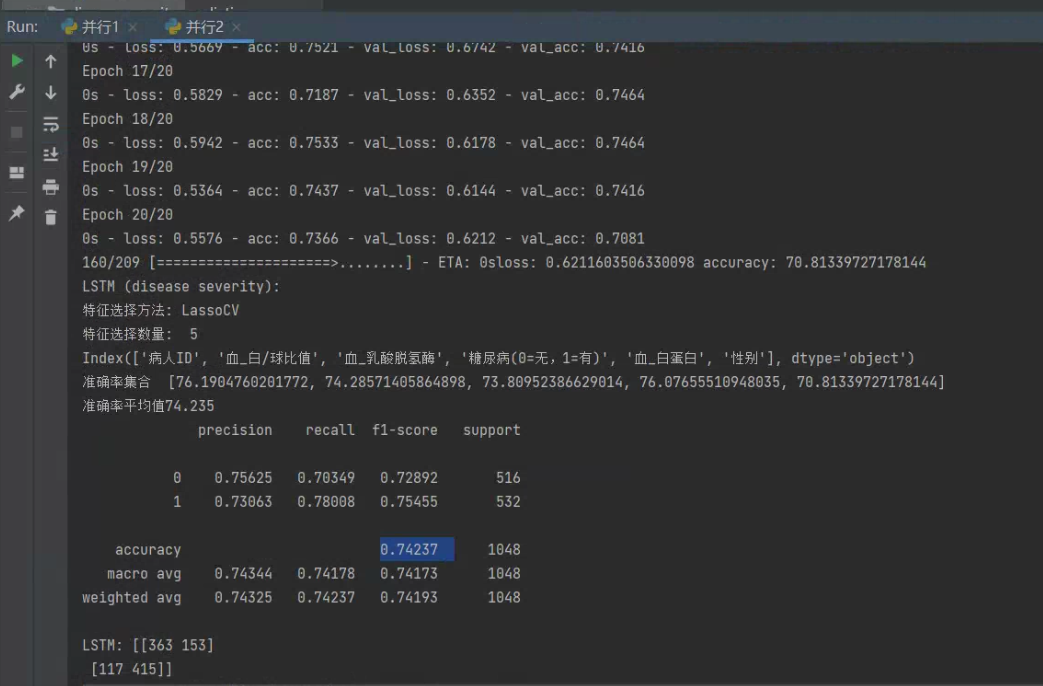 Run: 并行1 × 并行2 ×
0s - loss: 0.5669 - acc: 0.7521 - val_loss: 0.6742 - val_acc: 0.7416
Epoch 17/20
0s - loss: 0.5829 - acc: 0.7187 - val_loss: 0.6352 - val_acc: 0.7464
Epoch 18/20
0s - loss: 0.5942 - acc: 0.7533 - val_loss: 0.6178 - val_acc: 0.7464
Epoch 19/20
0s - loss: 0.5364 - acc: 0.7437 - val_loss: 0.6144 - val_acc: 0.7416
Epoch 20/20
0s - loss: 0.5576 - acc: 0.7366 - val_loss: 0.6212 - val_acc: 0.7081
160/209 [=====================>........] - ETA: 0sloss: 0.6211603506330098 accuracy: 70.81339727178144
LSTM (disease severity):
特征选择方法: LassoCV
特征选择数量:  5
Index(['病人ID', '血_白/球比值', '血_乳酸脱氢酶', '糖尿病(0=无，1=有)', '血_白蛋白', '性别'], dtype='object')
准确率集合  [76.1904760201772, 74.28571405864898, 73.80952386629014, 76.07655510948035, 70.81339727178144]
准确率平均值74.235
precision recall f1-score support
0 0.75625 0.70349 0.72892 516
1 0.73063 0.78008 0.75455 532
accuracy 0.74237 1048
macro avg 0.74344 0.74178 0.74173 1048
weighted avg 0.74325 0.74237 0.74193 1048
LSTM: [[363 153]
[117 415]]